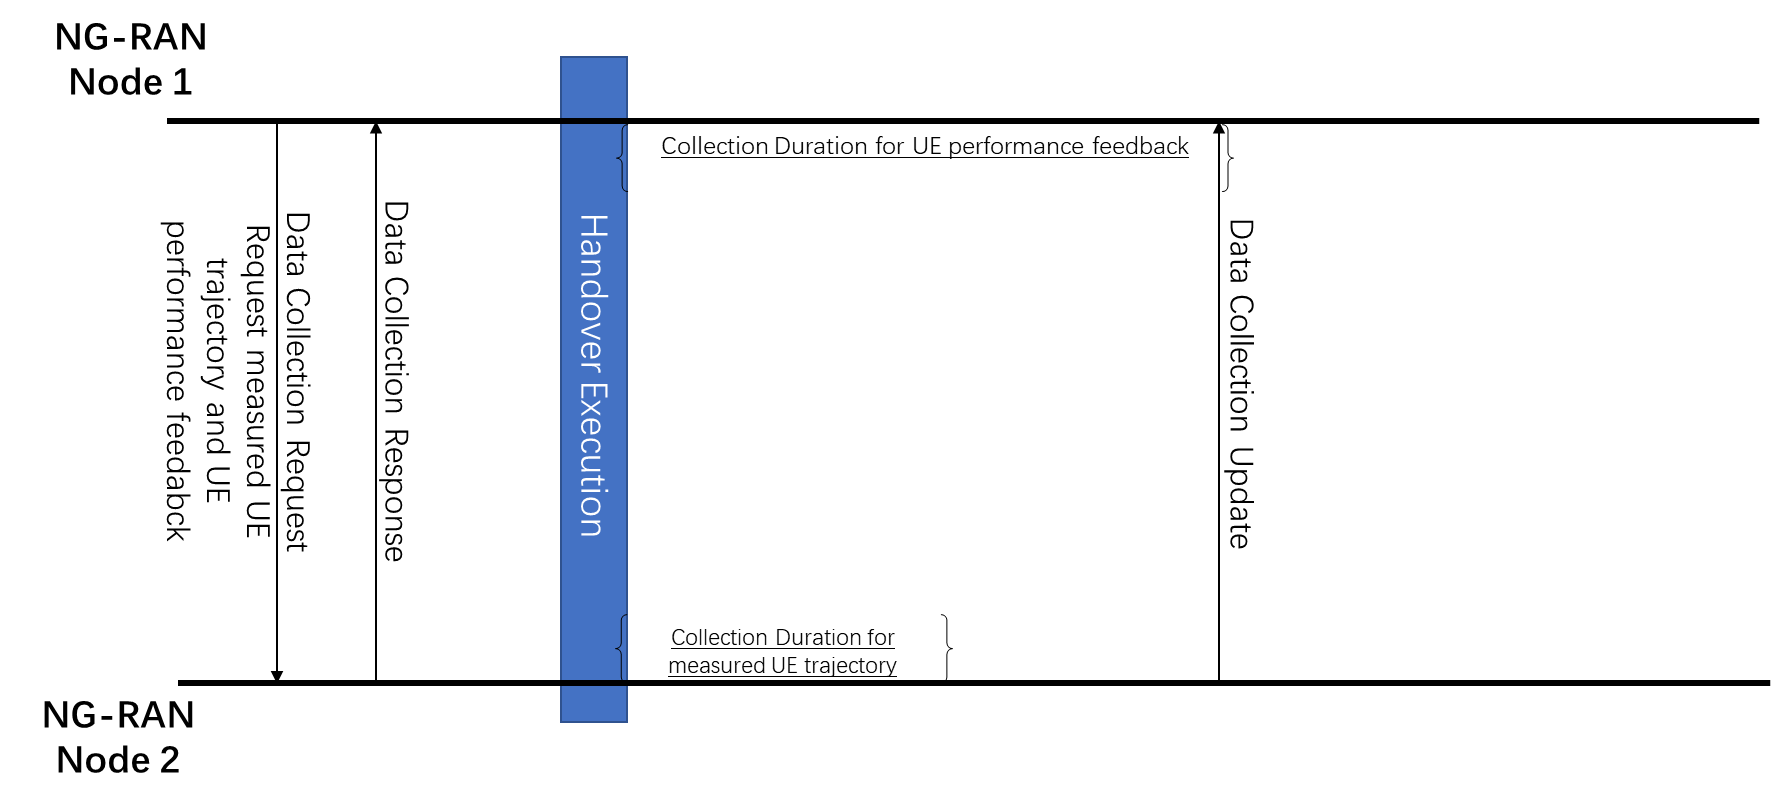 NG-RAN
Node 1
Collection Duration for UE performance feedback
Data Collection Request
Request measured UE
trajectory and UE
performance feedaback
Data Collection Response
Handover Execution
Data Collection Update
Collection Duration for
measured UE trajectory
NG-RAN
Node 2